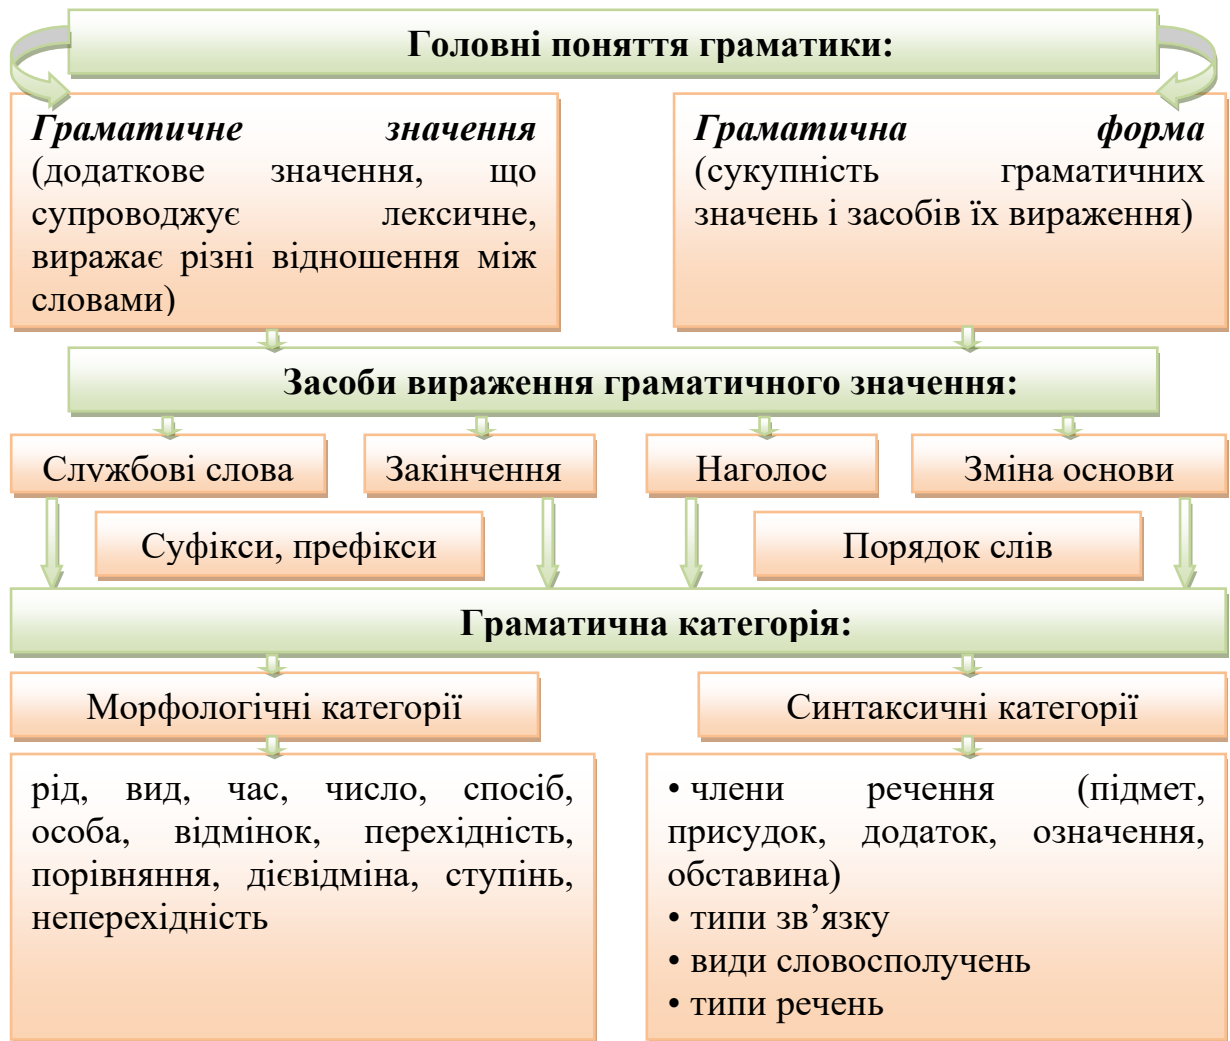 Головні поняття граматики:
Граматичне значення
(додаткове значення, що
супроводжує лексичне,
виражає різні відношення між
словами)
Граматична форма
(сукупність граматичних
значень і засобів їх вираження)
Засоби вираження граматичного значення:
Службові слова
Закінчення
Наголос
Зміна основи
Суфікси, префікси
Порядок слів
Граматична категорія:
Морфологічні категорії
Синтаксичні категорії
рід, вид, час, число, спосіб,
особа, відмінок, перехідність,
порівняння, дієвідміна, ступінь,
неперехідність
• члени речення (підмет,
присудок, додаток, означення,
обставина)
• типи зв’язку
• види словосполучень
• типи речень